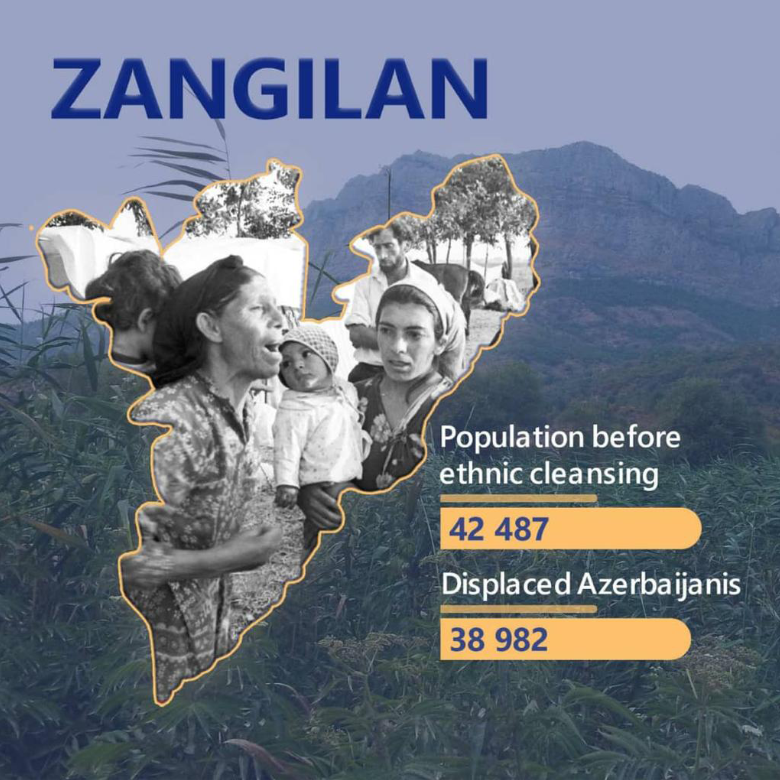 ZANGILAN
Population before
ethnic cleansing
42 487
Displaced Azerbaijanis
38 982